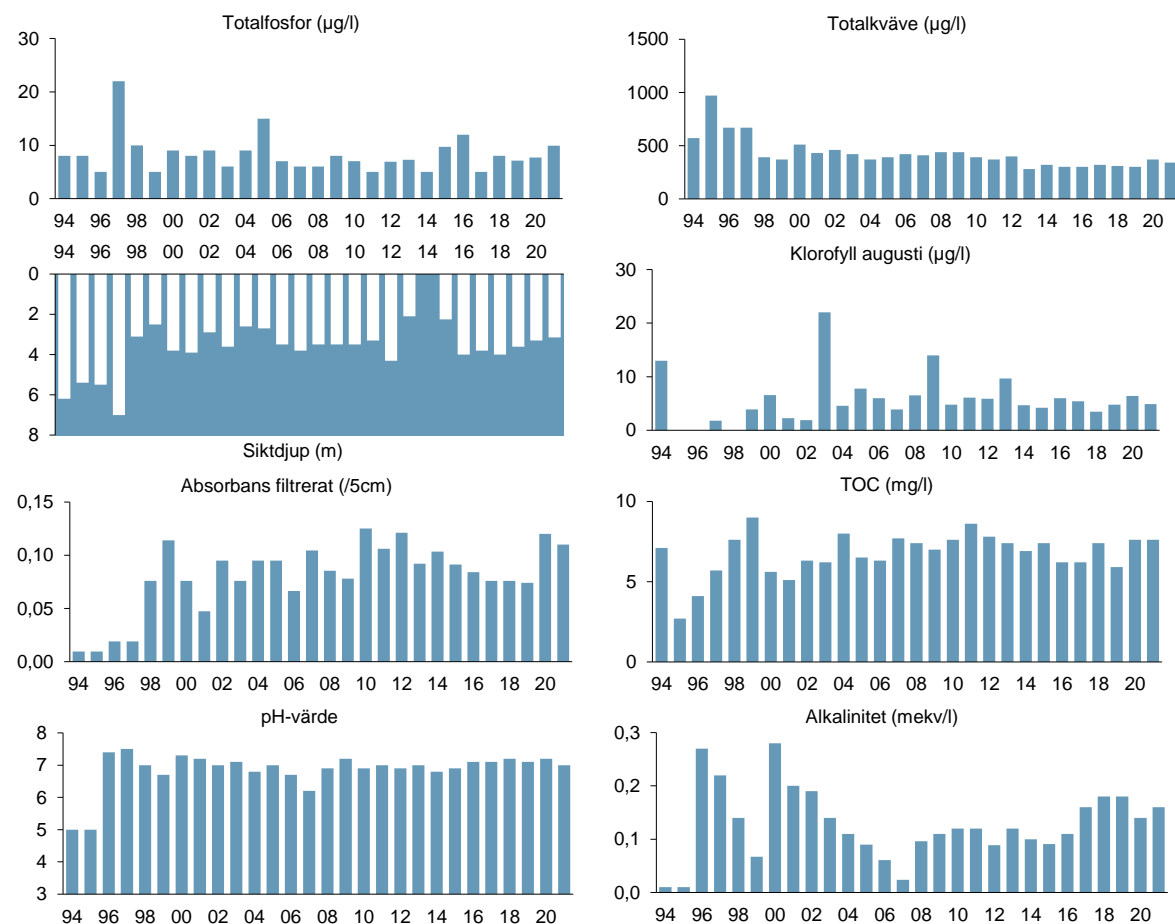 Totalfosfor (µg/l)
30
20
10
0
94 96 98 00 02 04 06 08 10 12 14 16 18 20
Totalkväve (µg/l)
1500
1000
500
0
94 96 98 00 02 04 06 08 10 12 14 16 18 20
94 96 98 00 02 04 06 08 10 12 14 16 18 20
0
2
4
6
8
Siktdjup (m)
Klorofyll augusti (µg/l)
30
20
10
0
94 96 98 00 02 04 06 08 10 12 14 16 18 20
Absorbans filtrerat (/5cm)
0,15
0,10
0,05
0,00
94 96 98 00 02 04 06 08 10 12 14 16 18 20
TOC (mg/l)
10
5
0
94 96 98 00 02 04 06 08 10 12 14 16 18 20
pH-värde
8
7
6
5
4
3
94 96 98 00 02 04 06 08 10 12 14 16 18 20
Alkalinitet (mekv/l)
0,3
0,2
0,1
0,0
94 96 98 00 02 04 06 08 10 12 14 16 18 20